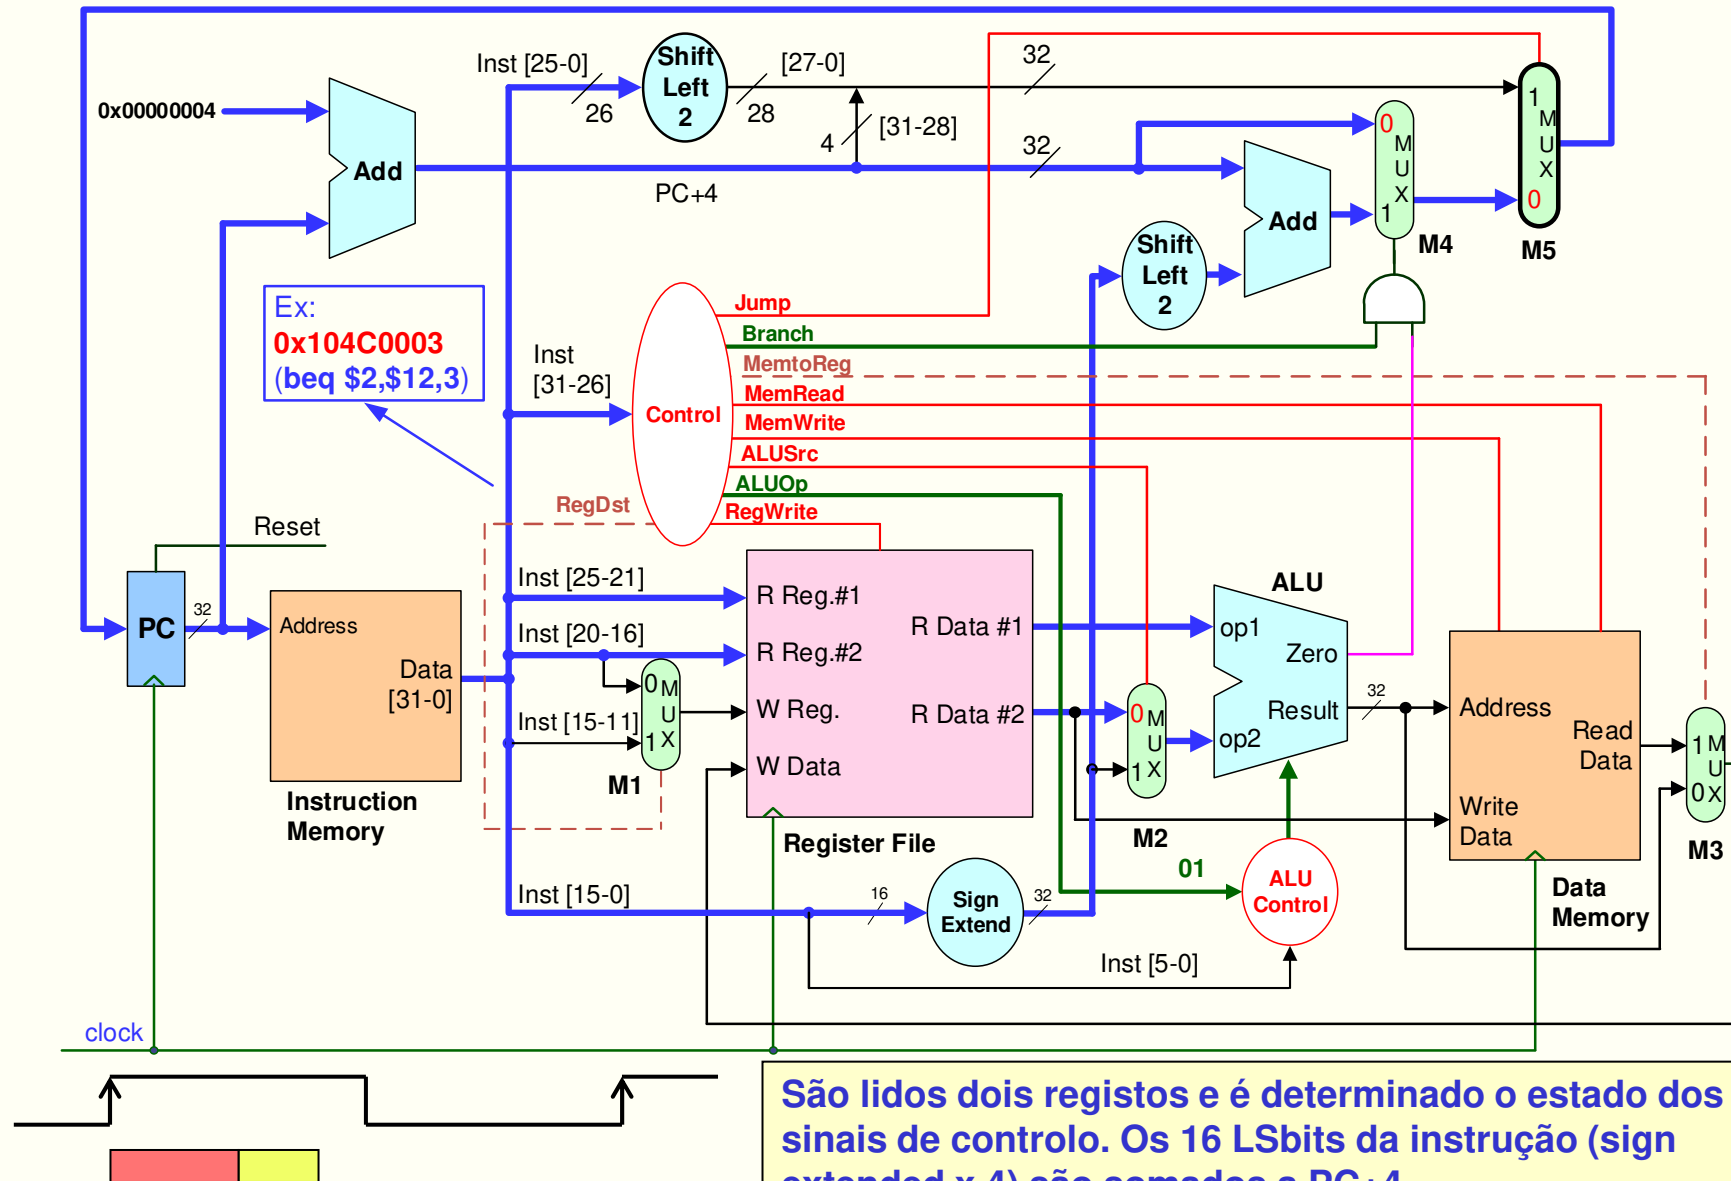 Inst [25-0]
26
Shift
Left
2
28
[27-0]
32
0x00000004
4
[31-28]
Add
PC+4
32
0
M
U
X
1
M4
1
M
U
X
0
M5
Add
Shift
Left
2
Ex:
0x104C0003
(beq $2,$12,3)
Inst
[31-26]
Control
Jump
Branch
MemtoReg
MemRead
MemWrite
ALUSrc
ALUOp
RegWrite
RegDst
Reset
PC
32
Address
Data
[31-0]
Instruction
Memory
Inst [25-21]
Inst [20-16]
Inst [15-11]
0 M
U
1 X
M1
R Reg.#1
R Reg.#2
W Reg.
W Data
R Data #1
R Data #2
Register File
0 M
U
1 X
M2
ALU
op1
Zero
Result
op2
32
Address
Read
Data
Write
Data
Data
Memory
1 M
U
0 X
M3
Inst [15-0]
16
Sign
Extend
32
01
ALU
Control
Inst [5-0]
clock
São lidos dois registos e é determinado o estado dos
sinais de controlo. Os 16 LSbits da instrução (sign
extended x 4) são somados a PC+4